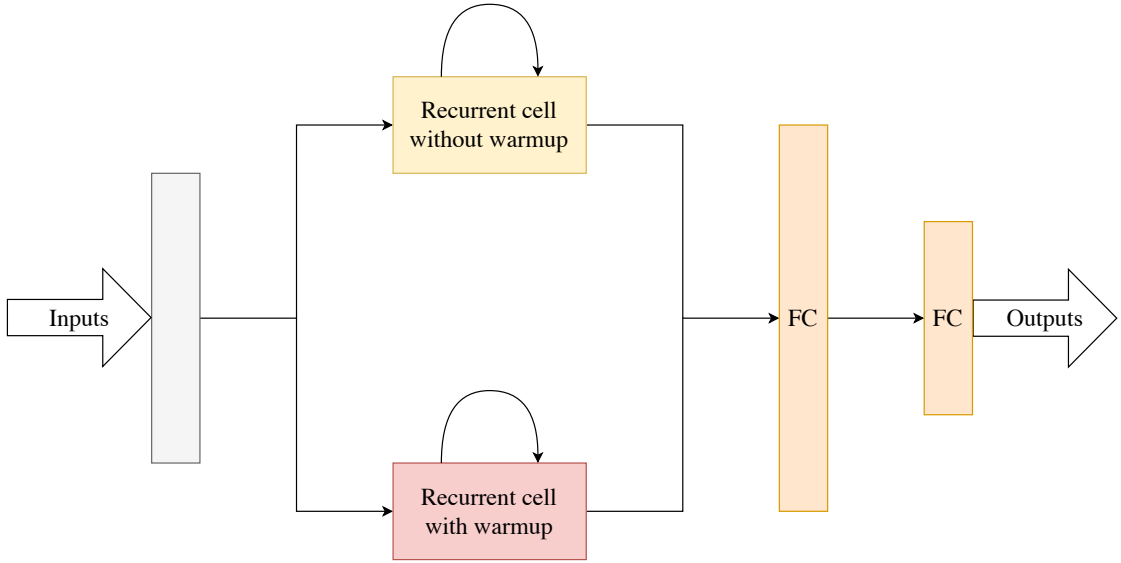 Inputs
Recurrent cell
without warmup
Recurrent cell
with warmup
FC
FC
Outputs